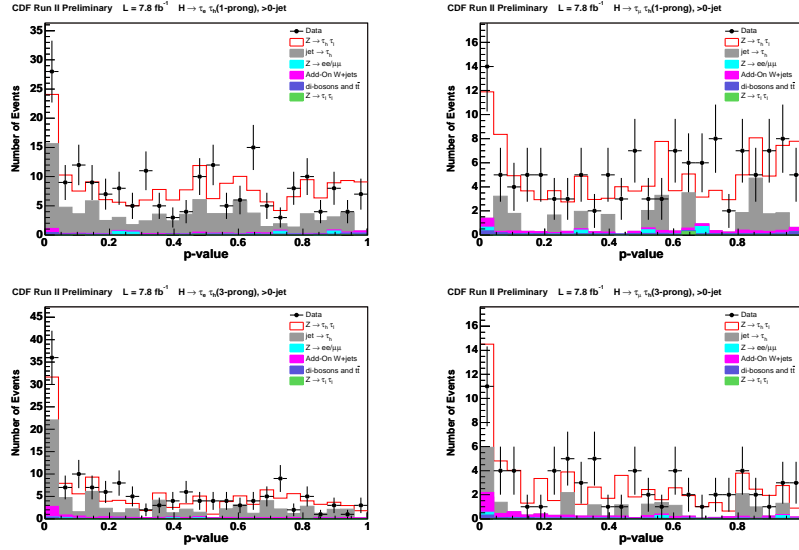 CDF Run II Preliminary L = 7.8 fb⁻¹ H → τₑ τₕ(1-prong), >0-jet
Number of Events
35
30
25
20
15
10
5
0
Data
Z → τₕ τₗ
jet → τₕ
Z → ee/μμ
Add-On W+jets
di-bosons and tt̄
Z → τₗ τₗ
0 0.2 0.4 0.6 0.8 1
p-value
CDF Run II Preliminary L = 7.8 fb⁻¹ H → τ_μ τₕ(1-prong), >0-jet
Number of Events
16
14
12
10
8
6
4
2
0
Data
Z → τₕ τₗ
jet → τₕ
Z → ee/μμ
Add-On W+jets
di-bosons and tt̄
Z → τₗ τₗ
0 0.2 0.4 0.6 0.8
p-value
CDF Run II Preliminary L = 7.8 fb⁻¹ H → τₑ τₕ(3-prong), >0-jet
Number of Events
45
40
35
30
25
20
15
10
5
0
Data
Z → τₕ τₗ
jet → τₕ
Z → ee/μμ
Add-On W+jets
di-bosons and tt̄
Z → τₗ τₗ
0 0.2 0.4 0.6 0.8 1
p-value
CDF Run II Preliminary L = 7.8 fb⁻¹ H → τ_μ τₕ(3-prong), >0-jet
Number of Events
16
14
12
10
8
6
4
2
0
Data
Z → τₕ τₗ
jet → τₕ
Z → ee/μμ
Add-On W+jets
di-bosons and tt̄
Z → τₗ τₗ
0 0.2 0.4 0.6 0.8
p-value